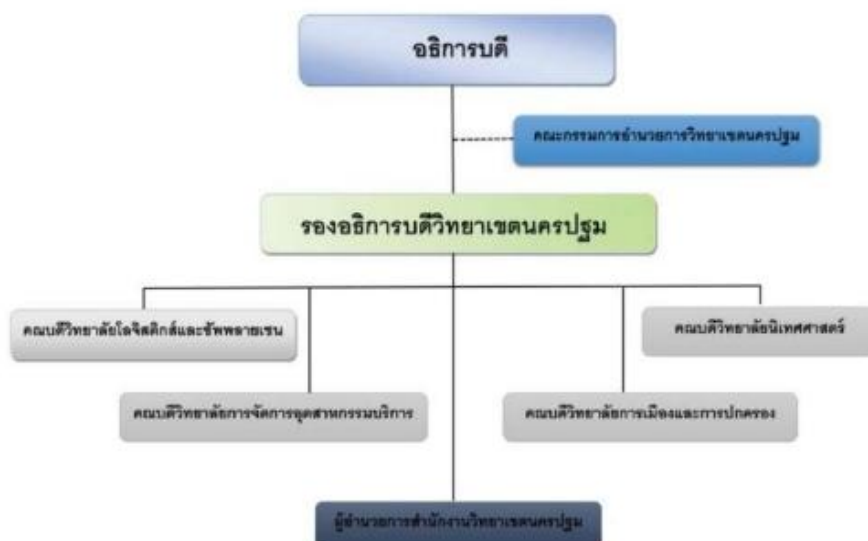 อธิการบดี
คณะกรรมการอำนวยการวิทยาเขตนครปฐม
รองอธิการบดีวิทยาเขตนครปฐม
คณบดีวิทยาลัยโลจิสติกส์และซัพพลายเชน
คณบดีวิทยาลัยนิเทศศาสตร์
คณบดีวิทยาลัยการจัดการอุตสาหกรรมบริการ
คณบดีวิทยาลัยการเมืองและการปกครอง
ผู้อำนวยการสำนักงานวิทยาเขตนครปฐม